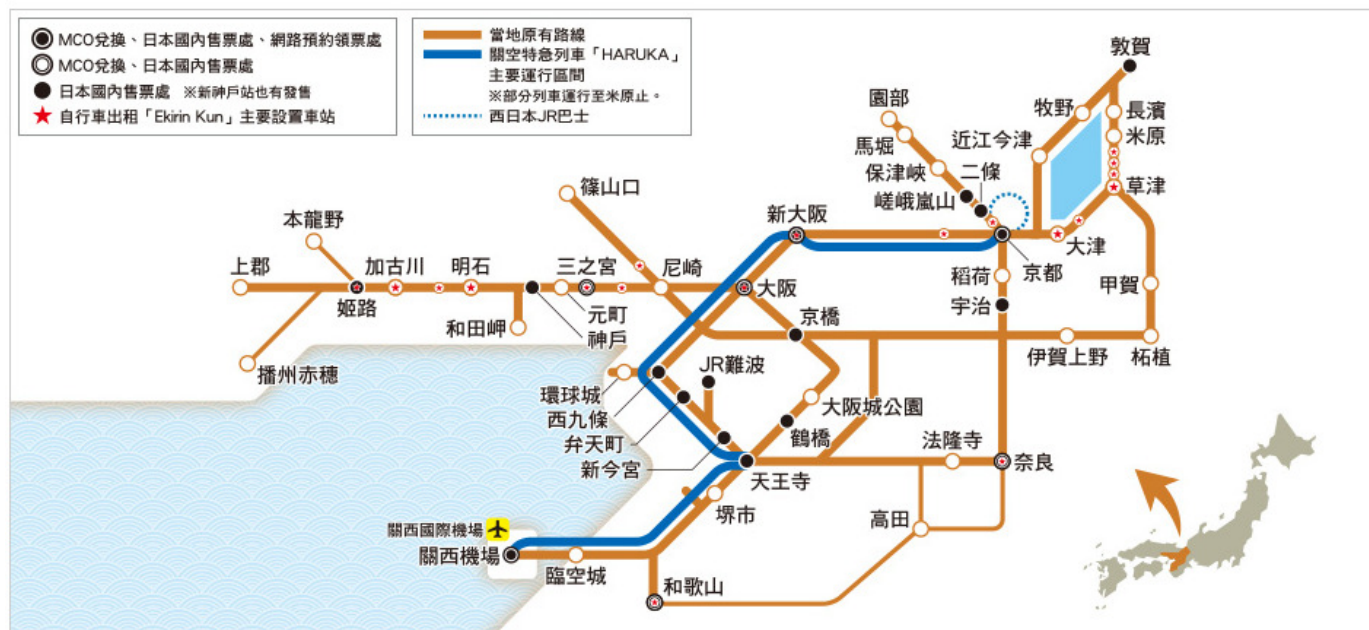 MCO兌換、日本國內售票處、網路預約領票處
MCO兌換、日本國內售票處
日本國內售票處 ※新神戶站也有發售
自行車出租「Ekirin Kun」主要設置車站
當地原有路線
關空特急列車「HARUKA」
主要運行區間
※部分列車運行至米原止。
西日本JR巴士
敦賀
牧野
長濱
米原
近江今津
草津
園部
馬堀
保津峽
二條
嵯峨嵐山
新大阪
大津
京都
稻荷
甲賀
宇治
篠山口
本龍野
上郡
加古川
明石
三之宮
尼崎
大阪
姬路
元町
京橋
和田岬
神戶
伊賀上野
柘植
播州赤穗
JR難波
環球城
西九條
大阪城公園
弁天町
鶴橋
法隆寺
新今宮
奈良
天王寺
堺市
高田
關西國際機場
關西機場
臨空城
和歌山